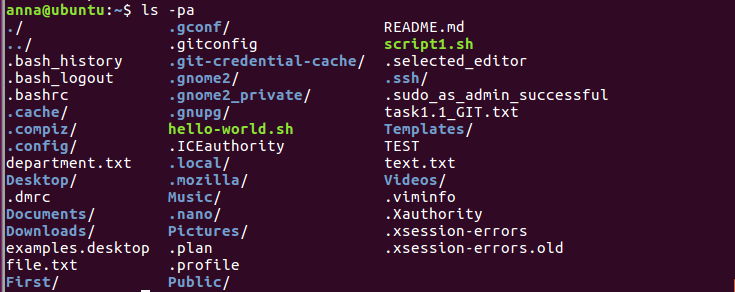 anna@ubuntu:~$ ls -pa
./ .gconf/ README.md
../ .gitconfig script1.sh
.bash_history .git-credential-cache/ .selected_editor
.bash_logout .gnome2/ .ssh/
.bashrc .gnome2_private/ .sudo_as_admin_successful
.cache/ .gnupg/ task1.1_GIT.txt
.compiz/ hello-world.sh Templates/
.config/ .ICEauthority TEST
department.txt .local/ text.txt
Desktop/ .mozilla/ Videos/
.dmrc Music/ .viminfo
Documents/ .nano/ .Xauthority
Downloads/ Pictures/ .xsession-errors
examples.desktop .plan .xsession-errors.old
file.txt .profile
First/ Public/